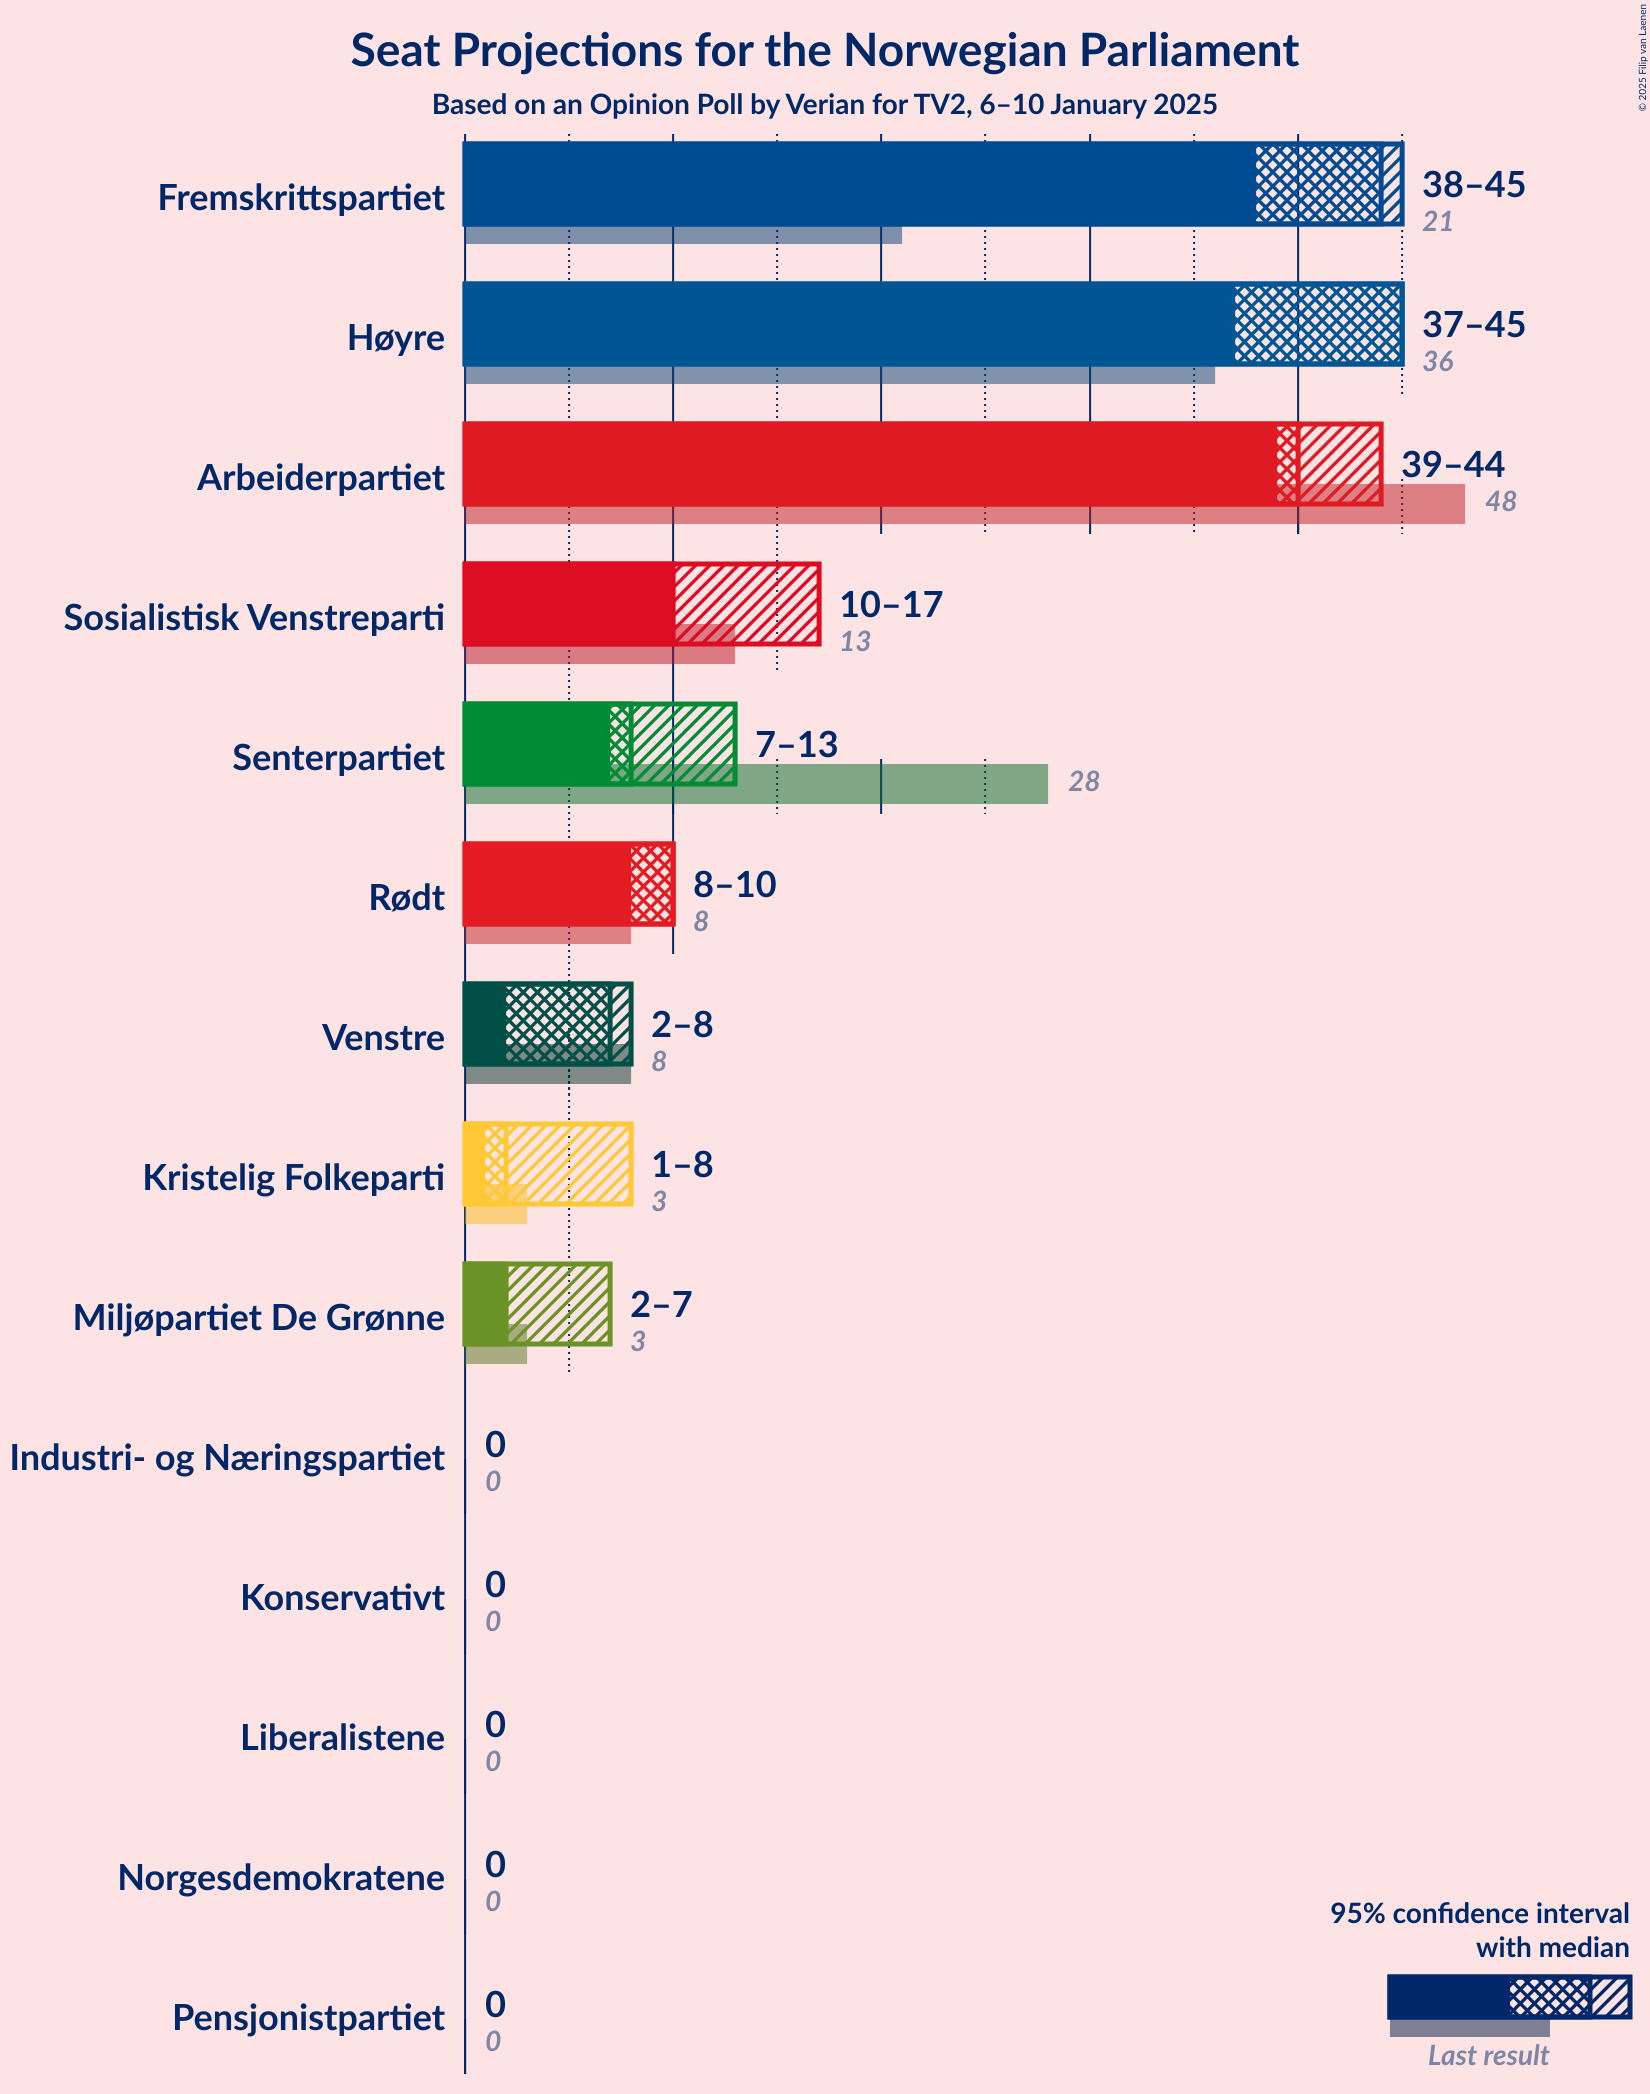 Seat Projections for the Norwegian Parliament
Based on an Opinion Poll by Verian for TV2, 6–10 January 2025
© 2025 Filip van Laenen
Fremskrittspartiet
38–45
21
Høyre
37–45
36
Arbeiderpartiet
39–44
48
Sosialistisk Venstreparti
10–17
13
Senterpartiet
7–13
28
Rødt
8–10
8
Venstre
2–8
8
Kristelig Folkeparti
1–8
3
Miljøpartiet De Grønne
2–7
3
Industri- og Næringspartiet
0
0
Konservativt
0
0
Liberalistene
0
0
Norgesdemokratene
0
0
Pensjonistpartiet
0
0
95% confidence interval
with median
Last result